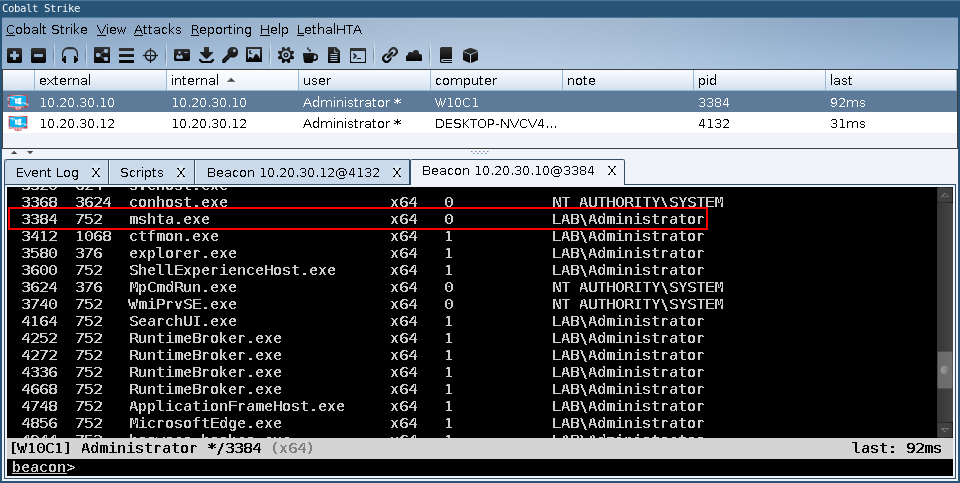 Cobalt Strike
Cobalt Strike View Attacks Reporting Help LethalHTA
external internal user computer note pid last
10.20.30.10 10.20.30.10 Administrator * W10C1 3384 92ms
10.20.30.12 10.20.30.12 Administrator * DESKTOP-NVCV4... 4132 31ms
Event Log X Scripts X Beacon 10.20.30.12@4132 X Beacon 10.20.30.10@3384 X
3368 3624 conhost.exe x64 0 NT AUTHORITY\SYSTEM
3384 752 mshta.exe x64 0 LAB\Administrator
3412 1068 ctfmon.exe x64 1 LAB\Administrator
3580 376 explorer.exe x64 1 LAB\Administrator
3600 752 ShellExperienceHost.exe x64 1 LAB\Administrator
3624 376 MpCmdRun.exe x64 0 NT AUTHORITY\SYSTEM
3740 752 WmiPrvSE.exe x64 0 NT AUTHORITY\SYSTEM
4164 752 SearchUI.exe x64 1 LAB\Administrator
4252 752 RuntimeBroker.exe x64 1 LAB\Administrator
4272 752 RuntimeBroker.exe x64 1 LAB\Administrator
4336 752 RuntimeBroker.exe x64 1 LAB\Administrator
4668 752 RuntimeBroker.exe x64 1 LAB\Administrator
4748 752 ApplicationFrameHost.exe x64 1 LAB\Administrator
4856 752 MicrosoftEdge.exe x64 1 LAB\Administrator
[W10C1] Administrator */3384 (x64) last: 92ms
beacon>